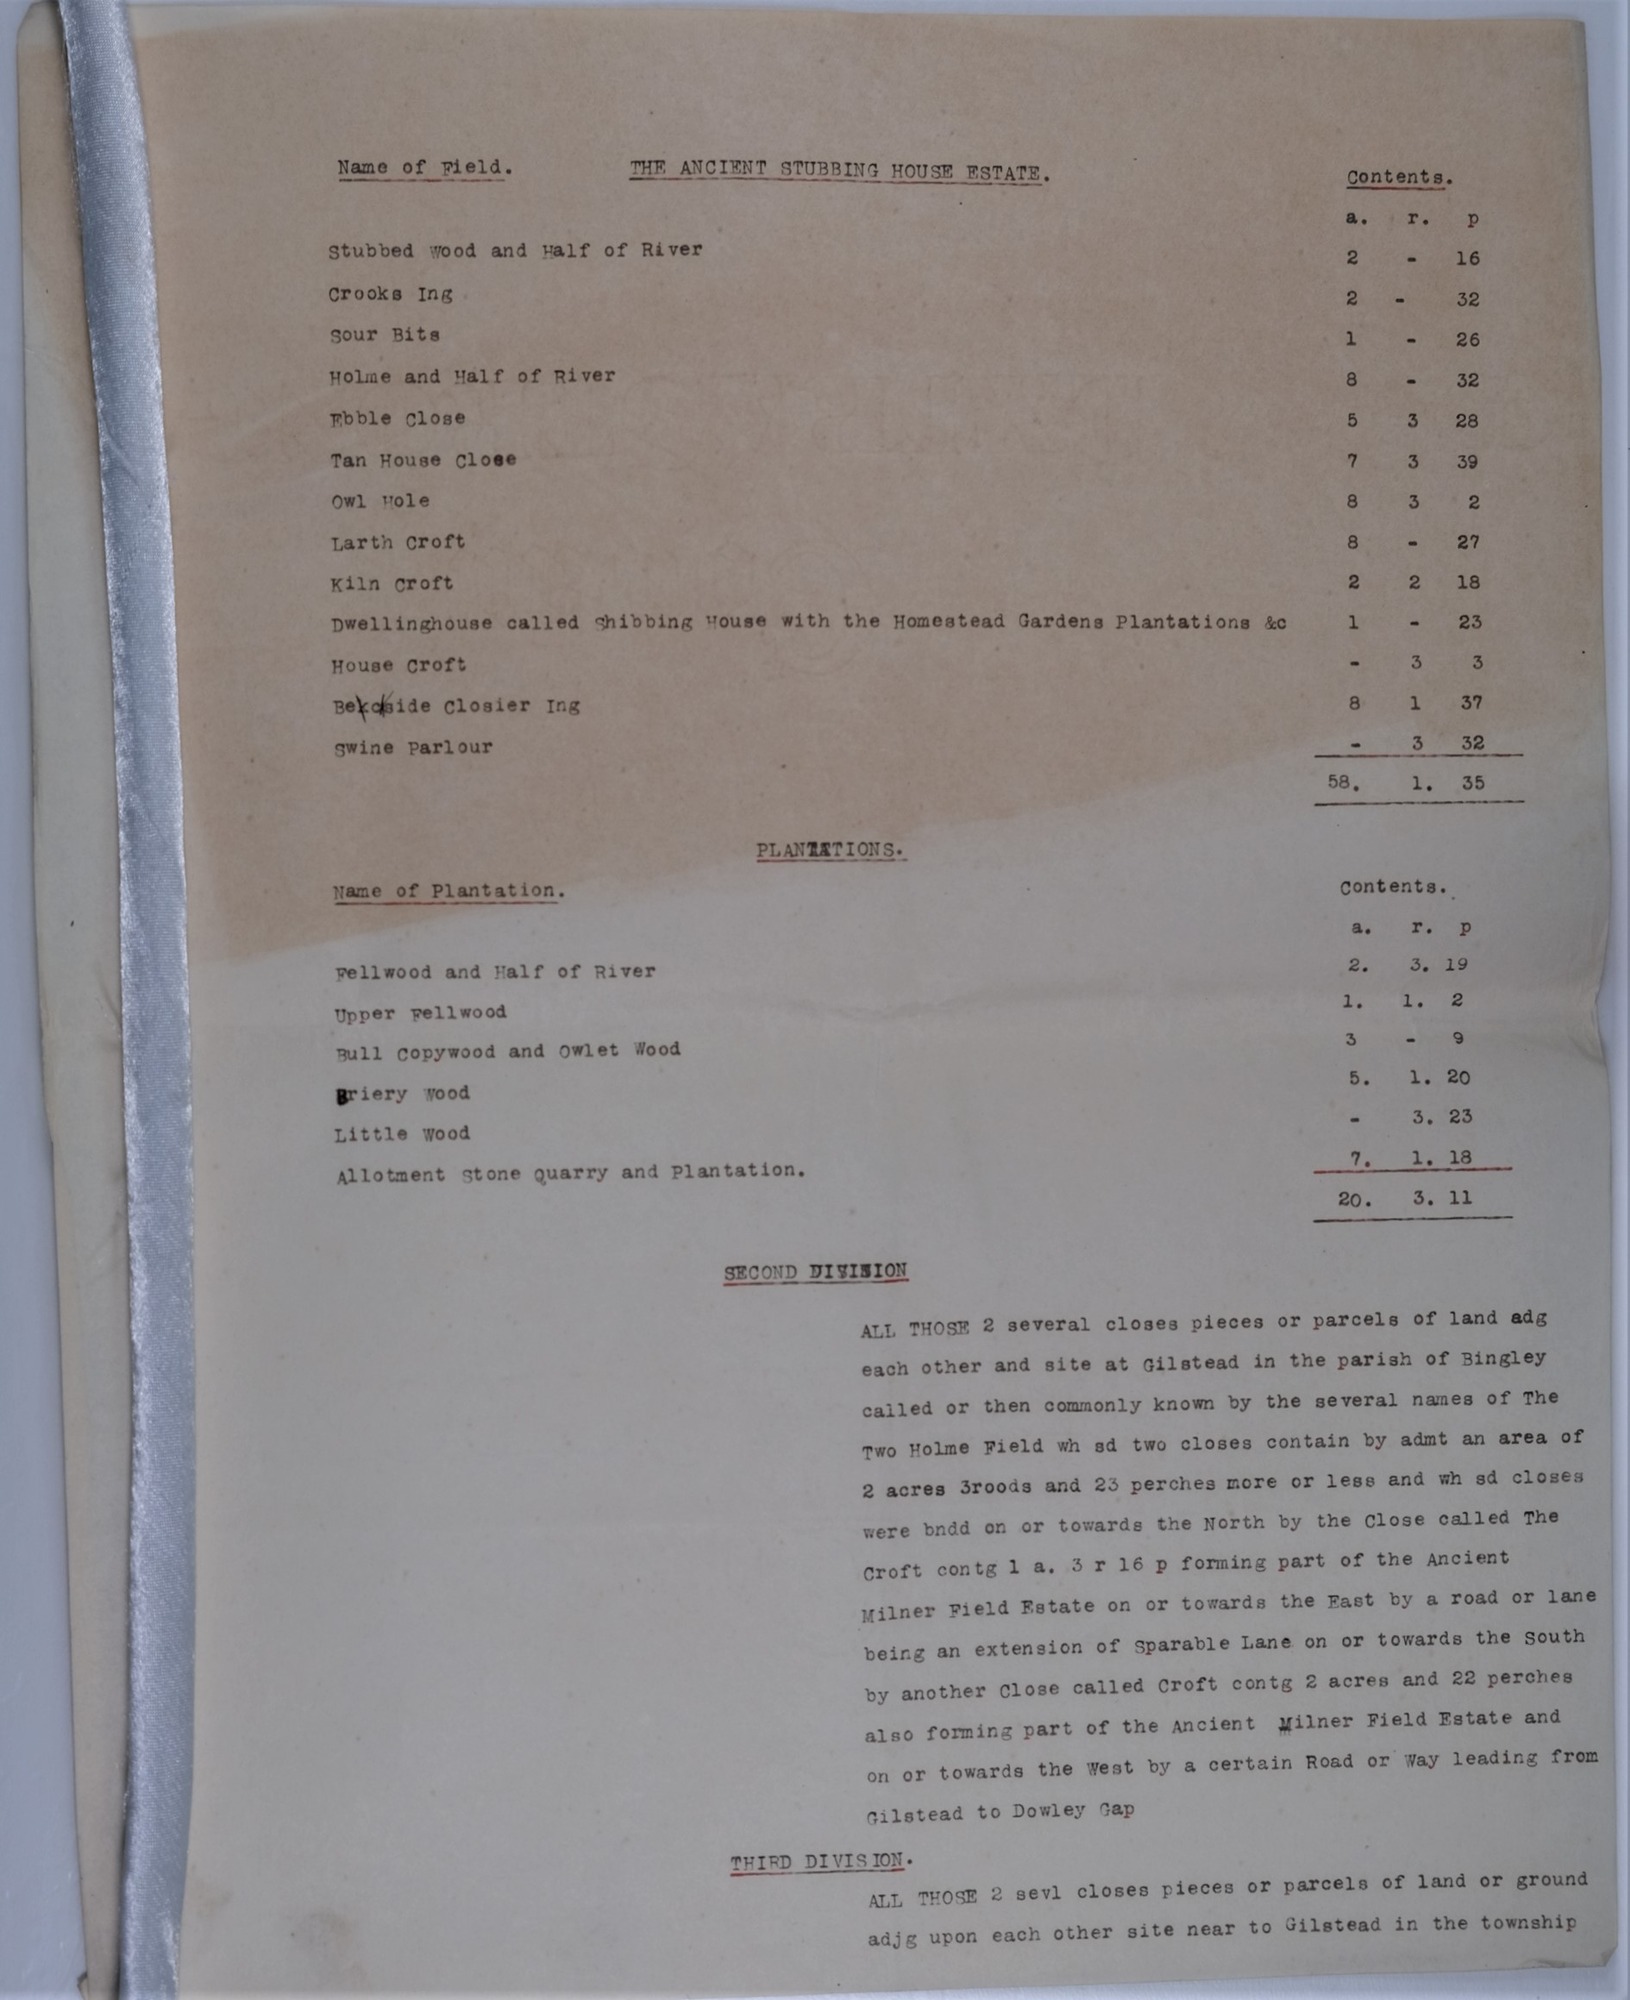 Name of Field. THE ANCIENT STUBBING HOUSE ESTATE. Contents.
a. r. p
Stubbed Wood and Half of River 2 - 16
Crooks Ing 2 - 32
Sour Bits 1 - 26
Holme and Half of River 8 - 32
Ebble Close 5 3 28
Tan House Close 7 3 39
Owl Hole 8 3 2
Larth Croft 8 - 27
Kiln Croft 2 2 18
Dwellinghouse called Shibbing House with the Homestead Gardens Plantations &c 1 - 23
House Croft - 3 3
Beckside Closier Ing 8 1 37
Swine Parlour - 3 32
58. 1. 35
PLANTATIONS.
Name of Plantation. Contents.
a. r. p
Fellwood and Half of River 2. 3. 19
Upper Fellwood 1. 1. 2
Bull Copywood and Owlet Wood 3 - 9
Briery Wood 5. 1. 20
Little Wood - 3. 23
Allotment Stone Quarry and Plantation. 7. 1. 18
20. 3. 11
SECOND DIVISION
ALL THOSE 2 several closes pieces or parcels of land adg
each other and site at Gilstead in the parish of Bingley
called or then commonly known by the several names of The
Two Holme Field wh sd two closes contain by admt an area of
2 acres 3roods and 23 perches more or less and wh sd closes
were bndd on or towards the North by the Close called The
Croft contg 1 a. 3 r 16 p forming part of the Ancient
Milner Field Estate on or towards the East by a road or lane
being an extension of Sparable Lane on or towards the South
by another Close called Croft contg 2 acres and 22 perches
also forming part of the Ancient Milner Field Estate and
on or towards the West by a certain Road or Way leading from
Gilstead to Dowley Gap
THIRD DIVISION.
ALL THOSE 2 sevl closes pieces or parcels of land or ground
adjg upon each other site near to Gilstead in the township